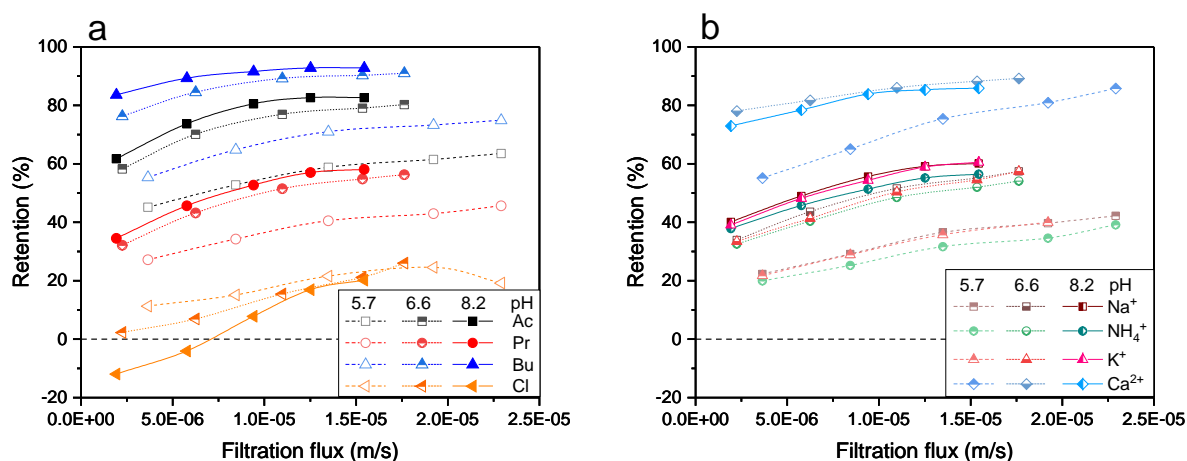 a
100
80
60
40
20
0
-20
Retention (%)
0.0E+00 5.0E-06 1.0E-05 1.5E-05 2.0E-05 2.5E-05
Filtration flux (m/s)
5.7 6.6 8.2 pH
Ac
Pr
Bu
Cl
b
100
80
60
40
20
0
-20
Retention (%)
0.0E+00 5.0E-06 1.0E-05 1.5E-05 2.0E-05 2.5E-05
Filtration flux (m/s)
5.7 6.6 8.2 pH
Na⁺
NH₄⁺
K⁺
Ca²⁺